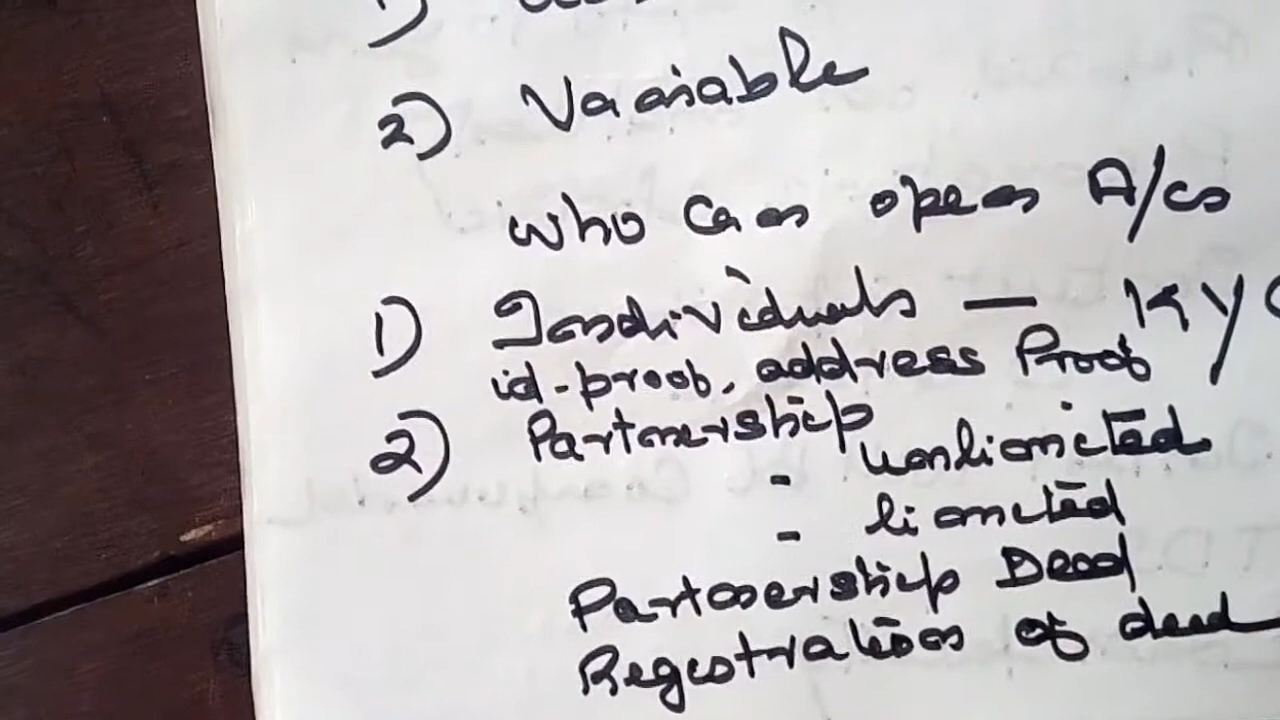 1)
2) Variable
Who can open A/cs
1) Individuals — KYC
id-proof, address Proof
2) Partnership
- unlimited
- limited
Partnership Deed
Registration of deed